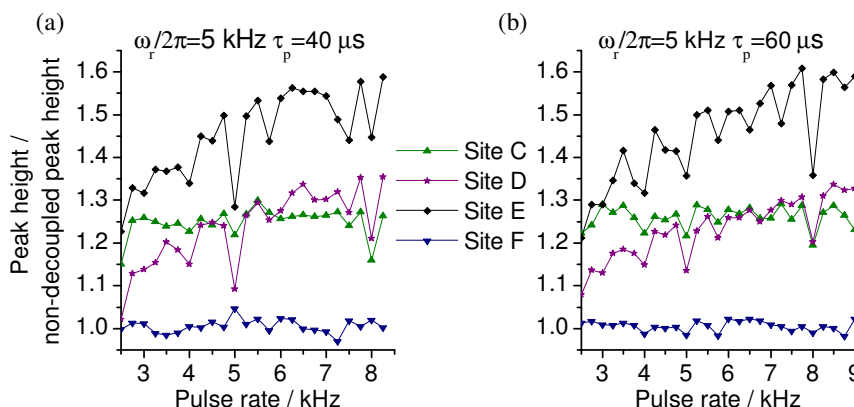 (a)
ω_r/2π=5 kHz τ_p=40 μs
Peak height /
non-decoupled peak height
1.6
1.5
1.4
1.3
1.2
1.1
1.0
3 4 5 6 7 8
Pulse rate / kHz
Site C
Site D
Site E
Site F
(b)
ω_r/2π=5 kHz τ_p=60 μs
1.6
1.5
1.4
1.3
1.2
1.1
1.0
3 4 5 6 7 8 9
Pulse rate / kHz